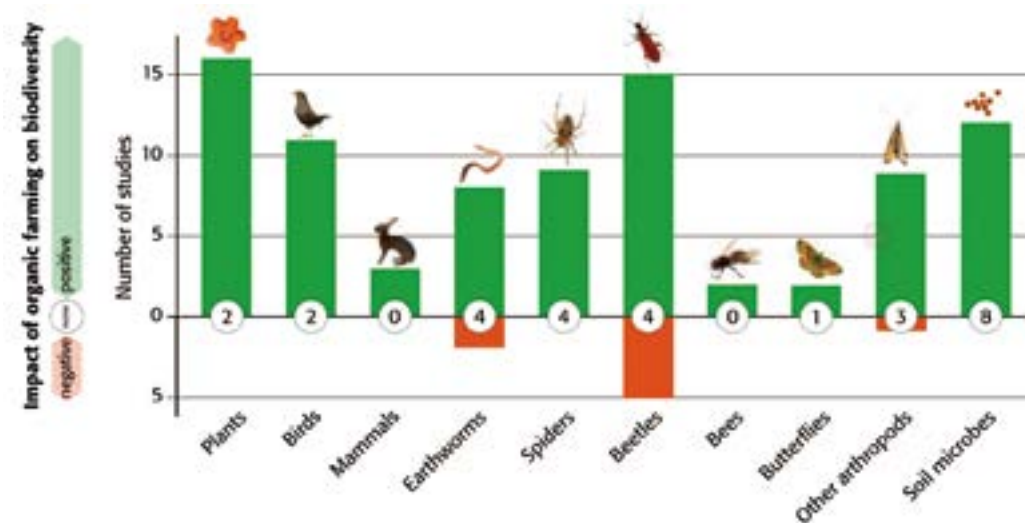 Impact of organic farming on biodiversity
negative
=
positive
Number of studies
15
10
5
0
5
2
2
0
4
4
4
0
1
3
8
Plants
Birds
Mammals
Earthworms
Spiders
Beetles
Bees
Butterflies
Other arthropods
Soil microbes